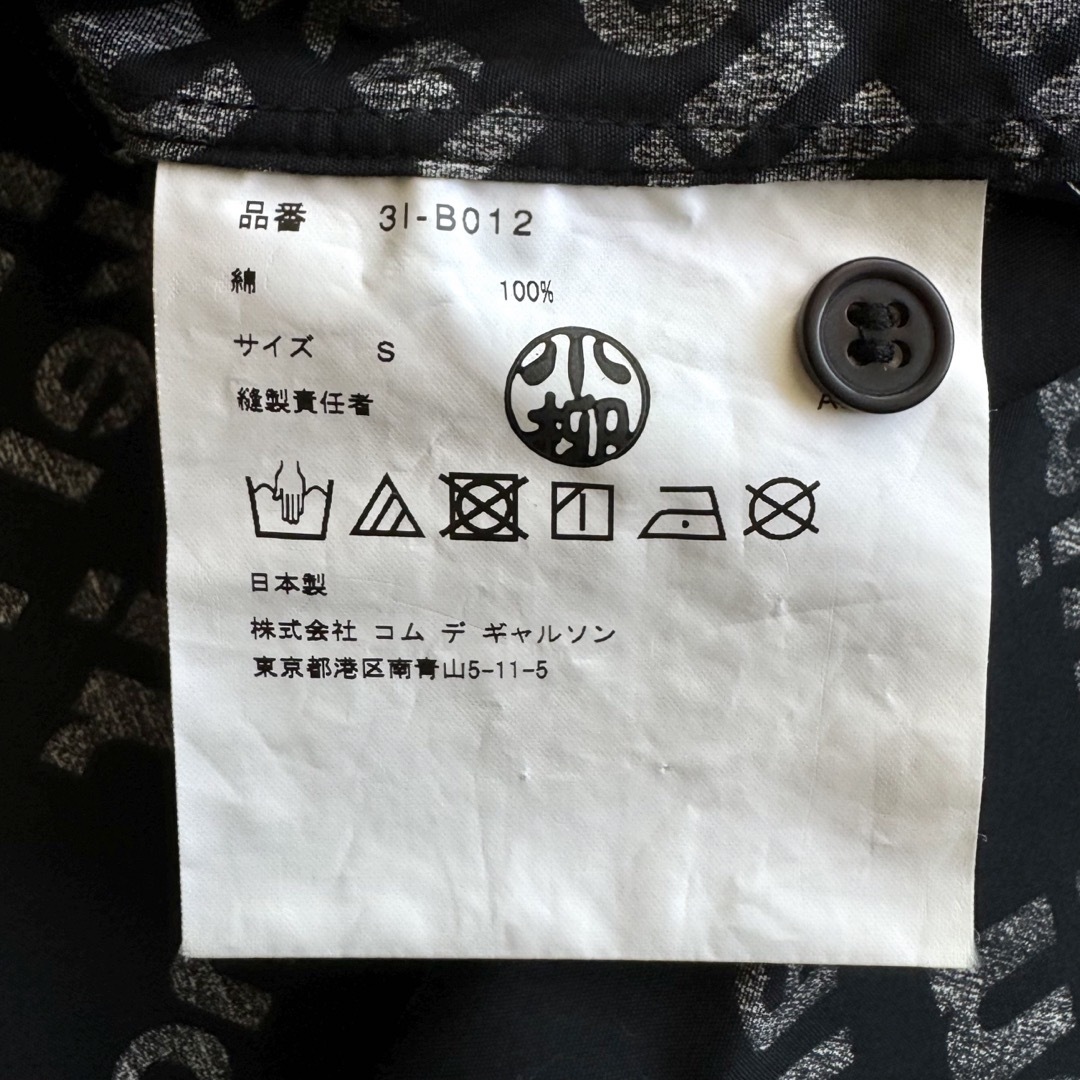 品番 3I-B012
綿 100%
サイズ S
縫製責任者 小柳
日本製
株式会社 コム デ ギャルソン
東京都港区南青山5-11-5